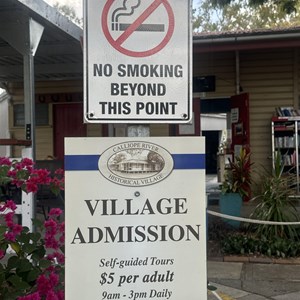 NO SMOKING
BEYOND
THIS POINT
CALLIOPE RIVER
HISTORICAL VILLAGE
VILLAGE
ADMISSION
Self-guided Tours
$5 per adult
9am - 3pm Daily